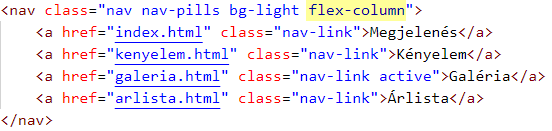 <nav class="nav nav-pills bg-light flex-column">
    <a href="index.html" class="nav-link">Megjelenés</a>
    <a href="kenyelem.html" class="nav-link">Kényelem</a>
    <a href="galeria.html" class="nav-link active">Galéria</a>
    <a href="arlista.html" class="nav-link">Árlista</a>
</nav>